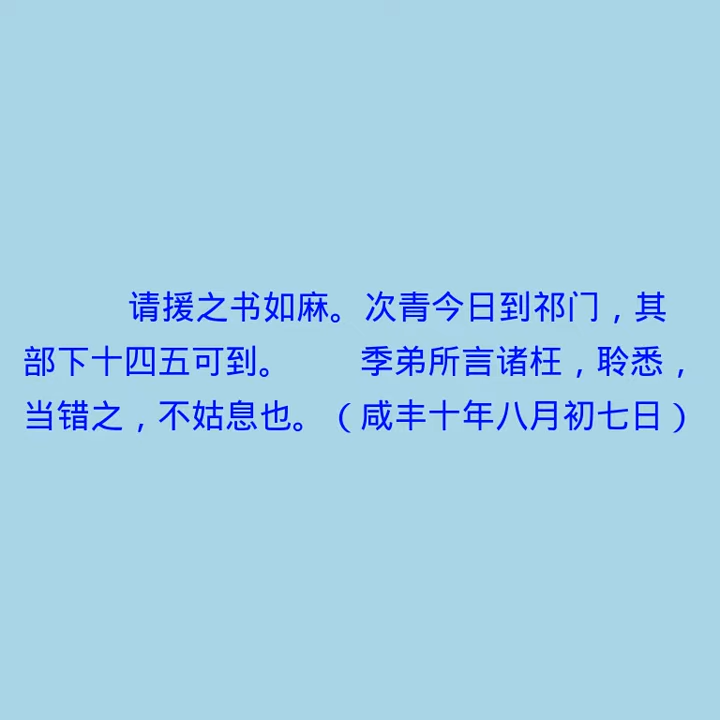 请援之书如麻。次青今日到祁门，其
部下十四五可到。 季弟所言诸枉，聆悉，
当错之，不姑息也。（咸丰十年八月初七日）